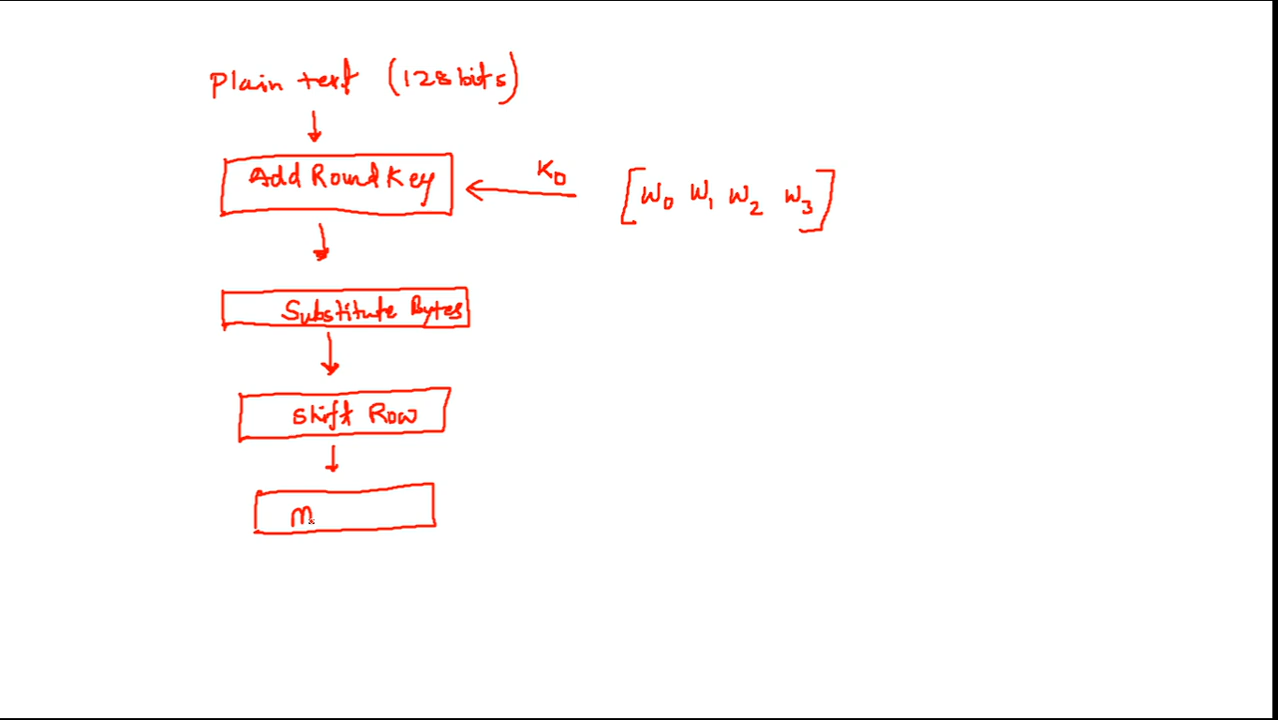 Plain text (128 bits)
Add Round Key
K0
[W0 W1 W2 W3]
Substitute Bytes
Shift Row
m